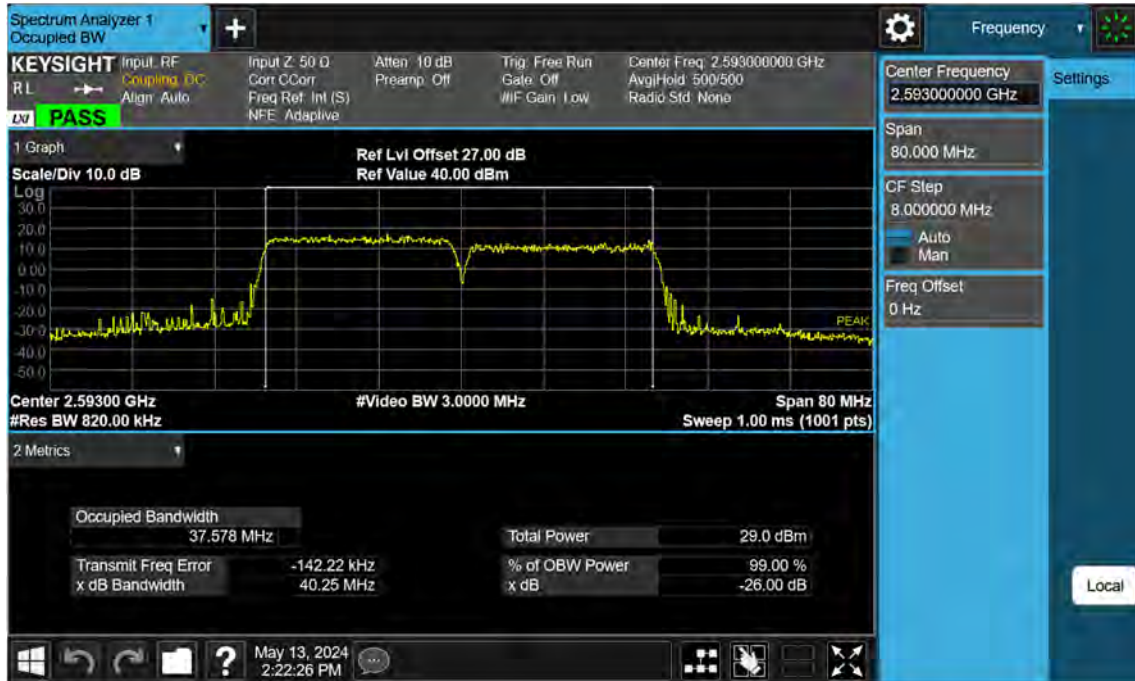 Spectrum Analyzer 1
Occupied BW
+
Frequency
KEYSIGHT
RL
LXI
PASS
Input: RF
Coupling: DC
Align: Auto
Input Z: 50 Ω
Corr CCorr
Freq Ref: Int (S)
NFE: Adaptive
Atten: 10 dB
Preamp: Off
Trig: Free Run
Gate: Off
#IF Gain: Low
Center Freq: 2.593000000 GHz
Avg|Hold: 500/500
Radio Std: None
Center Frequency
2.593000000 GHz
Settings
Span
80.000 MHz
CF Step
8.000000 MHz
Auto
Man
Freq Offset
0 Hz
1 Graph
Scale/Div 10.0 dB
Ref Lvl Offset 27.00 dB
Ref Value 40.00 dBm
Log
30.0
20.0
10.0
0.00
-10.0
-20.0
-30.0
-40.0
-50.0
PEAK
Center 2.59300 GHz
#Video BW 3.0000 MHz
Span 80 MHz
#Res BW 820.00 kHz
Sweep 1.00 ms (1001 pts)
2 Metrics
Occupied Bandwidth
37.578 MHz
Total Power 29.0 dBm
Transmit Freq Error -142.22 kHz
% of OBW Power 99.00 %
x dB Bandwidth 40.25 MHz
x dB -26.00 dB
Local
?
May 13, 2024
2:22:26 PM